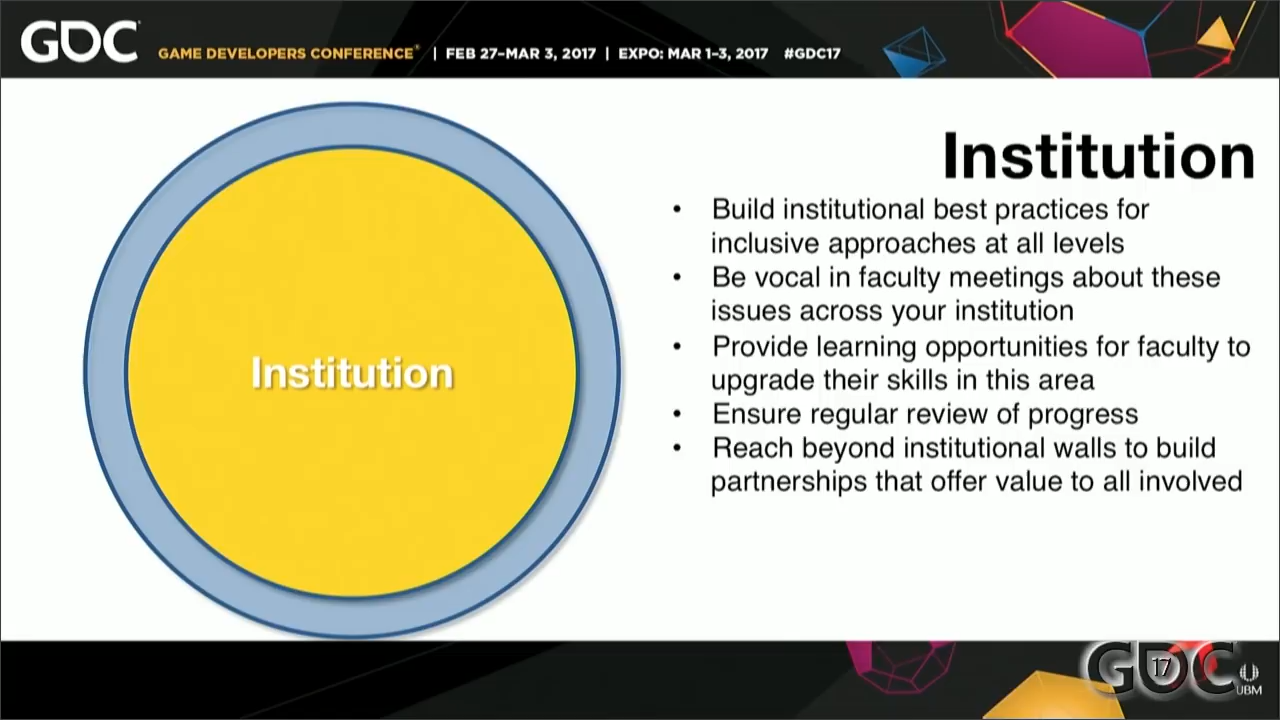 GDC
GAME DEVELOPERS CONFERENCE® | FEB 27–MAR 3, 2017 | EXPO: MAR 1–3, 2017 #GDC17
Institution
Institution
• Build institutional best practices for
inclusive approaches at all levels
• Be vocal in faculty meetings about these
issues across your institution
• Provide learning opportunities for faculty to
upgrade their skills in this area
• Ensure regular review of progress
• Reach beyond institutional walls to build
partnerships that offer value to all involved
GDC
17
UBM